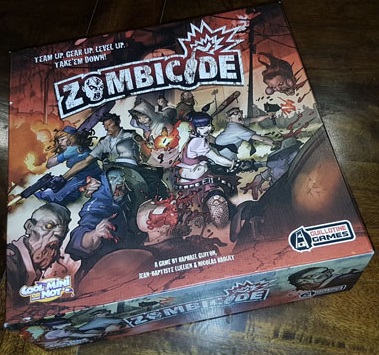 TEAM UP. GEAR UP. LEVEL UP.
TAKE'EM DOWN!
ZOMBICIDE
A GAME BY RAPHAËL GUITON,
JEAN-BAPTISTE LULLIEN & NICOLAS RAOULT
COOL MINI
OR NOT
GUILLOTINE
GAMES
ZOMBICIDE